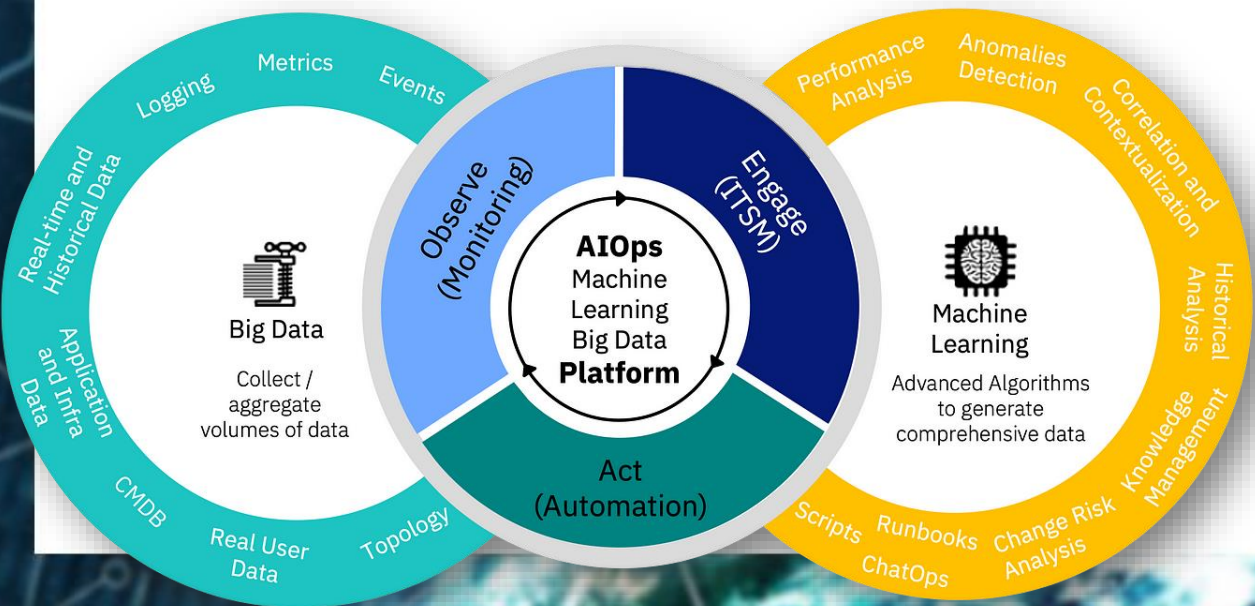 Events
Metrics
Logging
Real-time and
Historical Data
Application
and Infra
Data
CMDB
Real User
Data
Topology
Big Data
Collect /
aggregate
volumes of data
Observe
(Monitoring)
Engage
(ITSM)
Act
(Automation)
AIOps
Machine
Learning
Big Data
Platform
Machine
Learning
Advanced Algorithms
to generate
comprehensive data
Performance
Analysis
Anomalies
Detection
Correlation and
Contextualization
Historical
Analysis
Knowledge
Management
Change Risk
Analysis
ChatOps
Runbooks
Scripts